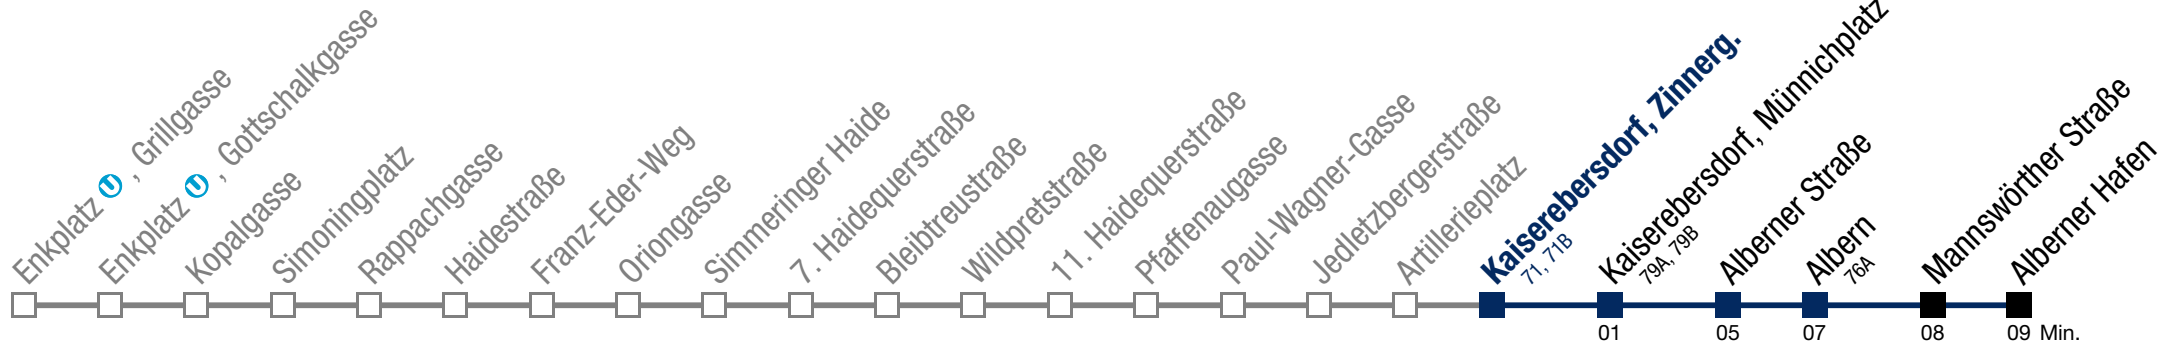 Enkplatz U, Grillgasse
Enkplatz U, Gottschalkgasse
Kopalgasse
Simoningplatz
Rappachgasse
Haidestraße
Franz-Eder-Weg
Oriongasse
Simmeringer Haide
7. Haidequerstraße
Bleibtreustraße
Wildpretstraße
11. Haidequerstraße
Pfaffenaugasse
Paul-Wagner-Gasse
Jedletzbergerstraße
Artillerieplatz
Kaiserebersdorf, Zinnerg.
71, 71B
Kaiserebersdorf, Münnichplatz
79A, 79B
Alberner Straße
Albern
76A
Mannswörther Straße
Alberner Hafen
01 05 07 08 09 Min.